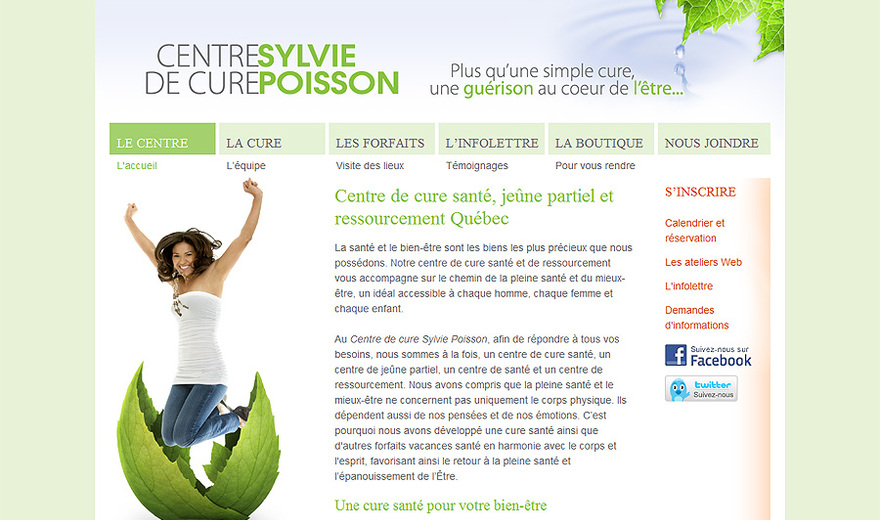 CENTRE SYLVIE
DE CURE POISSON
Plus qu'une simple cure,
une guérison au coeur de l'être...
LE CENTRE LA CURE LES FORFAITS L'INFOLETTRE LA BOUTIQUE NOUS JOINDRE
L'accueil L'équipe Visite des lieux Témoignages Pour vous rendre
Centre de cure santé, jeûne partiel et
ressourcement Québec
La santé et le bien-être sont les biens les plus précieux que nous
possédons. Notre centre de cure santé et de ressourcement
vous accompagne sur le chemin de la pleine santé et du mieux-
être, un idéal accessible à chaque homme, chaque femme et
chaque enfant.
Au Centre de cure Sylvie Poisson, afin de répondre à tous vos
besoins, nous sommes à la fois, un centre de cure santé, un
centre de jeûne partiel, un centre de santé et un centre de
ressourcement. Nous avons compris que la pleine santé et le
mieux-être ne concernent pas uniquement le corps physique. Ils
dépendent aussi de nos pensées et de nos émotions. C'est
pourquoi nous avons développé une cure santé ainsi que
d'autres forfaits vacances santé en harmonie avec le corps et
l'esprit, favorisant ainsi le retour à la pleine santé et
l'épanouissement de l'Être.
Une cure santé pour votre bien-être
S'INSCRIRE
Calendrier et
réservation
Les ateliers Web
L'infolettre
Demandes
d'informations
Suivez-nous sur
Facebook
twitter
Suivez-nous